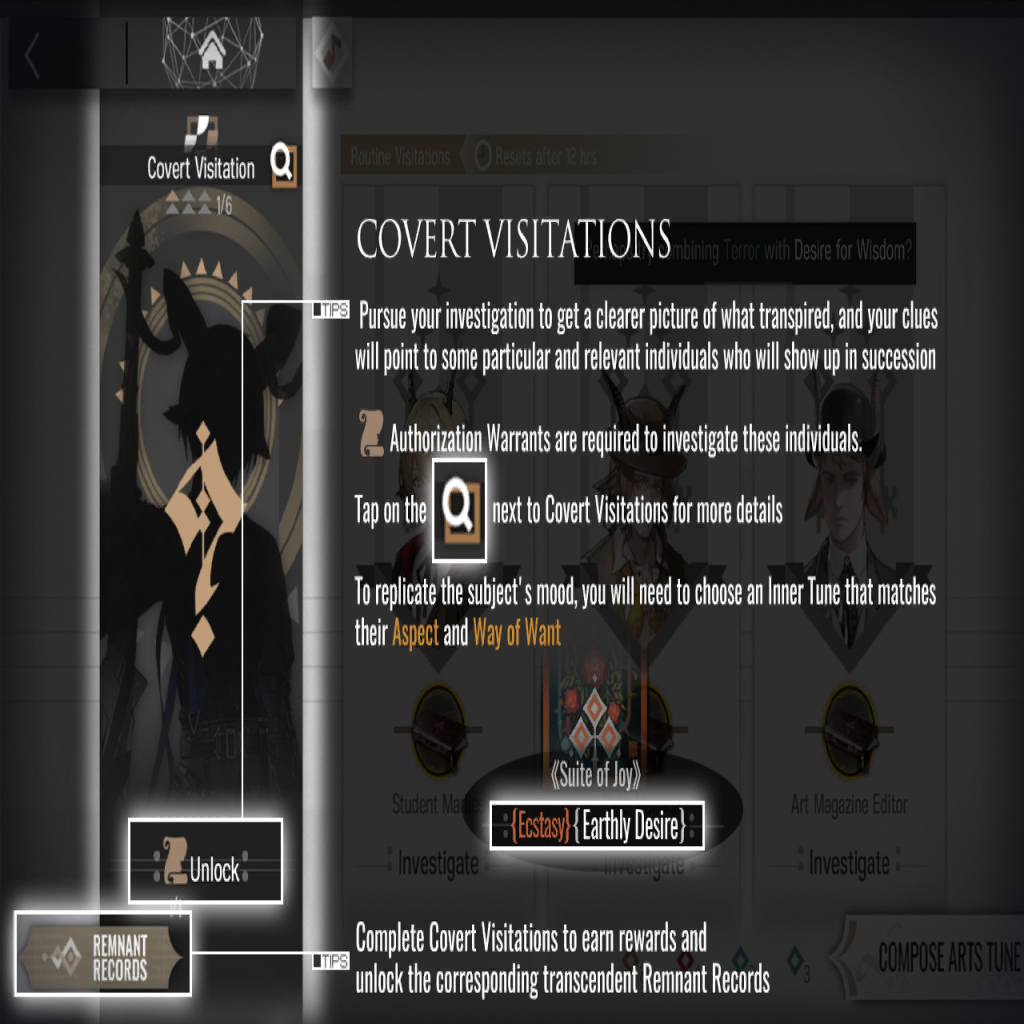 Covert Visitation
1/6
Routine Visitations
Resets after 12 hrs
COVERT VISITATIONS
combining Terror with Desire for Wisdom?
TIPS
Pursue your investigation to get a clearer picture of what transpired, and your clues
will point to some particular and relevant individuals who will show up in succession
Authorization Warrants are required to investigate these individuals.
Tap on the
next to Covert Visitations for more details
To replicate the subject's mood, you will need to choose an Inner Tune that matches
their Aspect and Way of Want
《Suite of Joy》
{Ecstasy}{Earthly Desire}
Student
Art Magazine Editor
Investigate
Investigate
Investigate
Unlock
REMNANT
RECORDS
TIPS
Complete Covert Visitations to earn rewards and
unlock the corresponding transcendent Remnant Records
3
COMPOSE ARTS TUNE